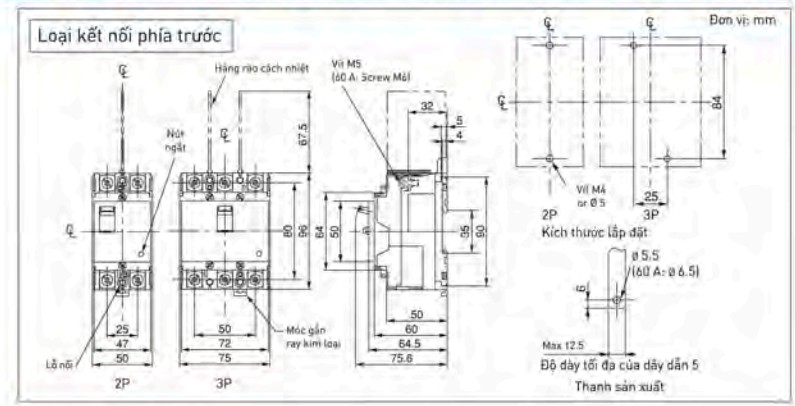 Loại kết nối phía trước
Đơn vị: mm
Hàng rào cách nhiệt
Vít M5
(60 A: Screw M6)
Nút
ngắt
67.5
80
96
25
47
50
Lỗ nối
2P
50
72
75
3P
Móc gắn
ray kim loại
32
5
4
64
50
35
90
50
60
64.5
75.6
84
Vít M4
or Ø 5
25
2P
3P
Kích thước lắp đặt
ø 5.5
(60 A: ø 6.5)
6
Max t2.5
Độ dày tối đa của dây dẫn 5
Thanh sản xuất